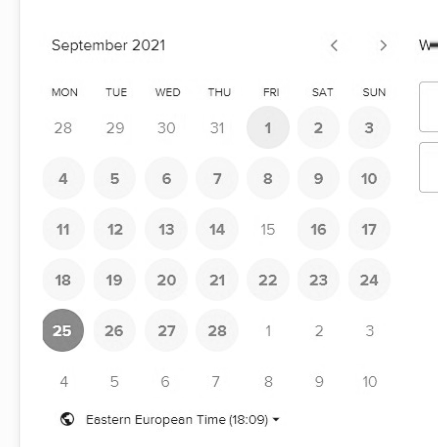 September 2021 < >
MON TUE WED THU FRI SAT SUN
28 29 30 31 1 2 3
4 5 6 7 8 9 10
11 12 13 14 15 16 17
18 19 20 21 22 23 24
25 26 27 28 1 2 3
4 5 6 7 8 9 10
Eastern European Time (18:09)